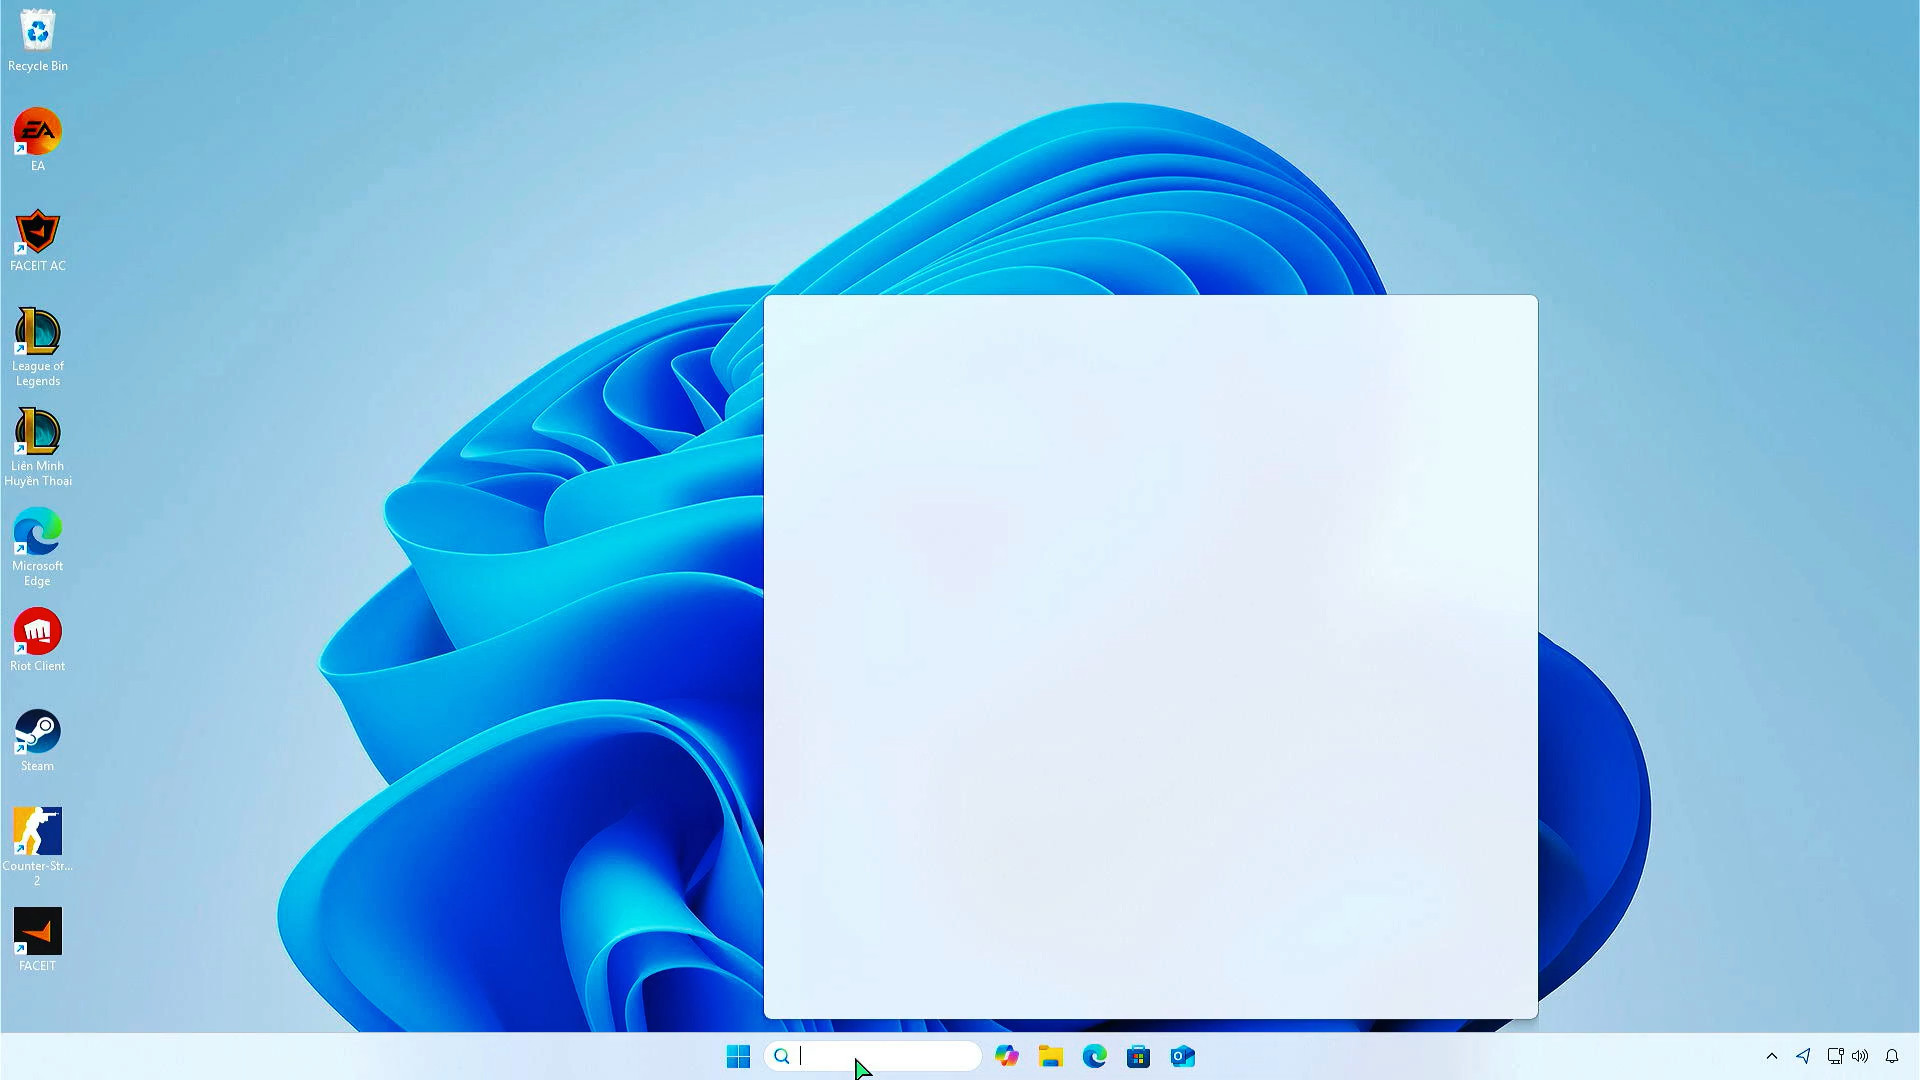 Recycle Bin
EA
EA
FACEIT AC
League of
Legends
Liên Minh
Huyền Thoại
Microsoft
Edge
Riot Client
Steam
Counter-Str...
2
FACEIT